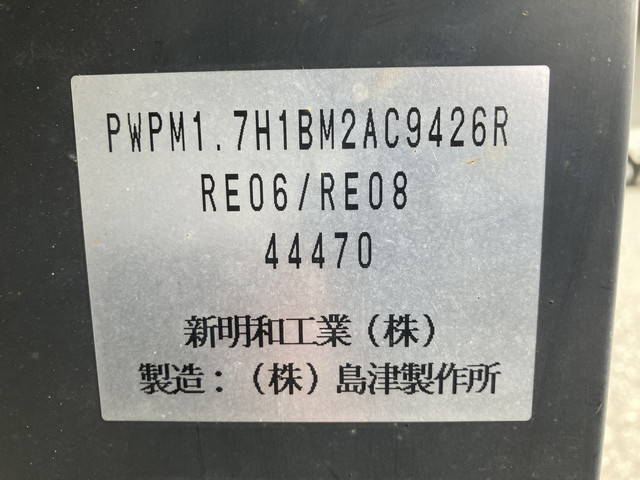 PWPM1.7H1BM2AC9426R
RE06/RE08
44470
新明和工業(株)
製造:(株)島津製作所